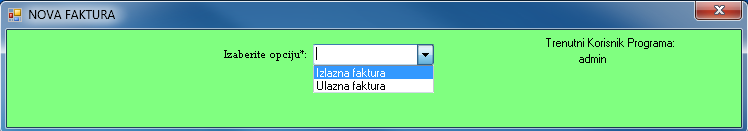 NOVA FAKTURA
Trenutni Korisnik Programa:
Izaberite opciju*:
admin
Izlazna faktura
Ulazna faktura